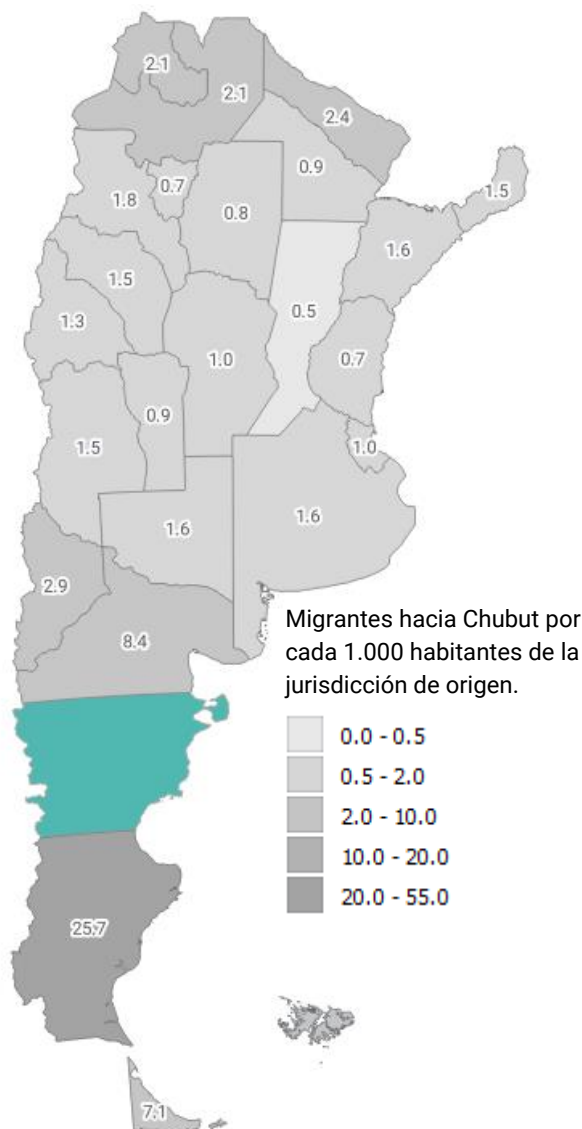 2.1
2.1
2.4
0.9
1.8
0.7
0.8
1.5
1.6
1.5
0.5
1.3
1.0
0.7
0.9
1.5
1.0
1.6
1.6
2.9
8.4
Migrantes hacia Chubut por
cada 1.000 habitantes de la
jurisdicción de origen.
0.0 - 0.5
0.5 - 2.0
2.0 - 10.0
10.0 - 20.0
20.0 - 55.0
25.7
7.1